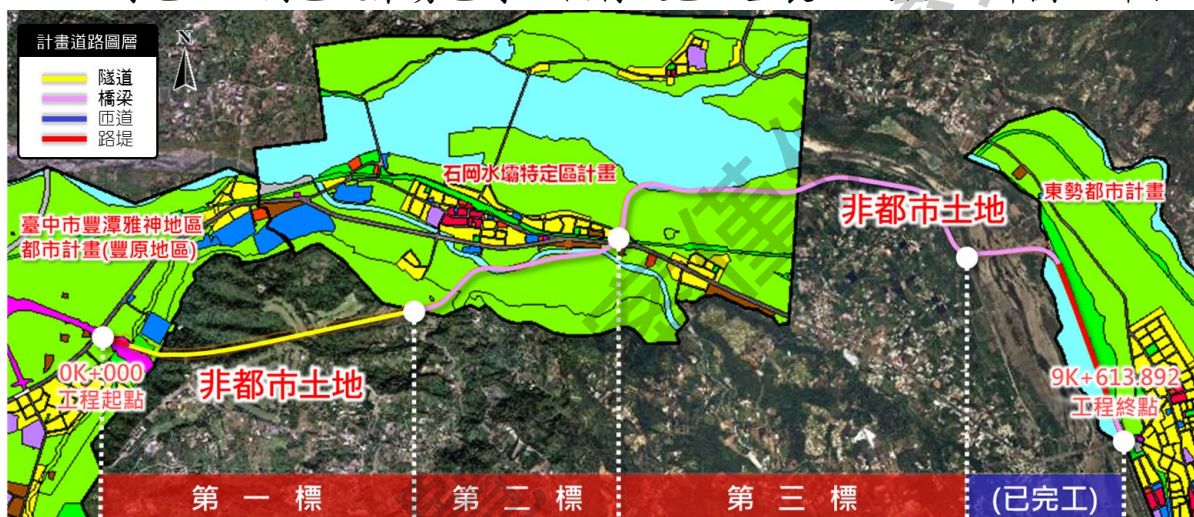 計畫道路圖層
隧道
橋梁
匝道
路堤
N
石岡水壩特定區計畫
臺中市豐潭雅神地區
都市計畫(豐原地區)
非都市土地
東勢都市計畫
非都市土地
0K+000
工程起點
9K+613.892
工程終點
第一標
第二標
第三標
(已完工)